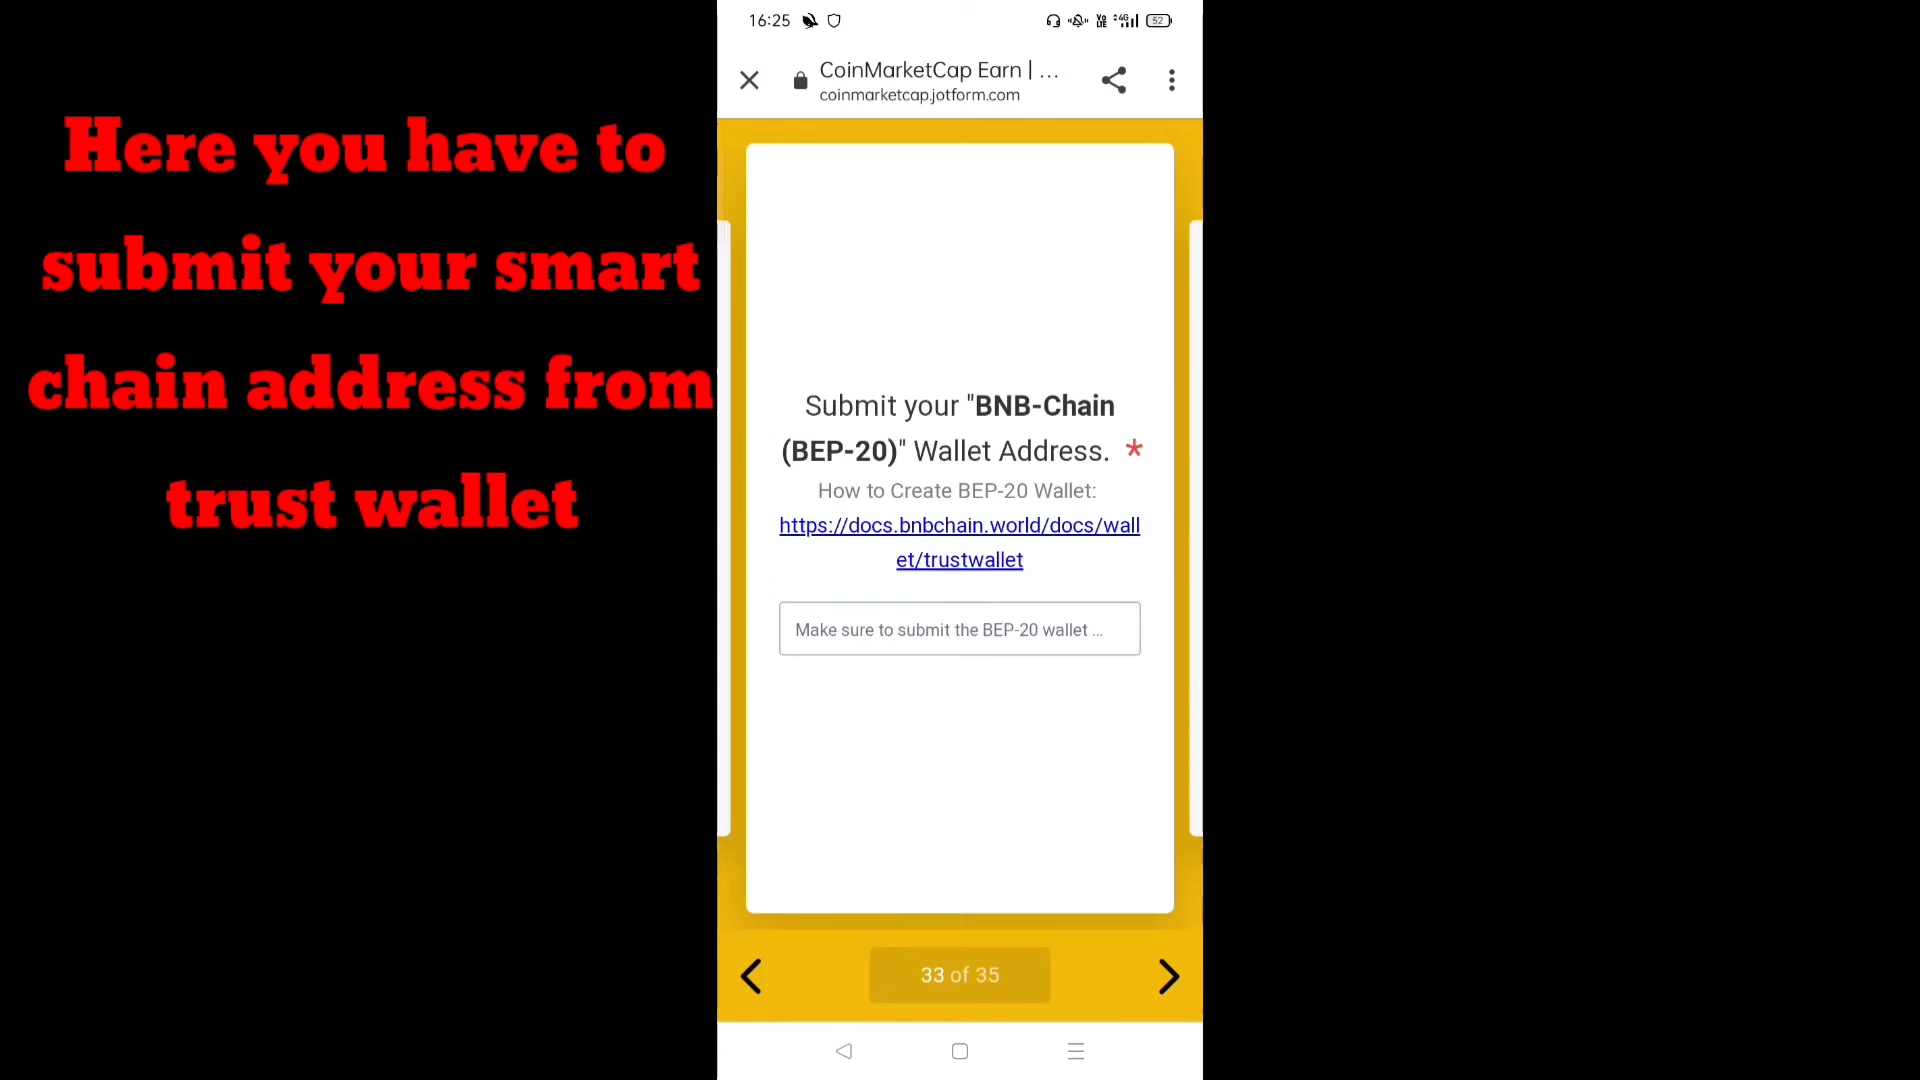 Here you have to
submit your smart
chain address from
trust wallet
16:25
52
CoinMarketCap Earn | ...
coinmarketcap.jotform.com
Submit your "BNB-Chain
(BEP-20)" Wallet Address. *
How to Create BEP-20 Wallet:
https://docs.bnbchain.world/docs/wall
et/trustwallet
Make sure to submit the BEP-20 wallet ...
33 of 35